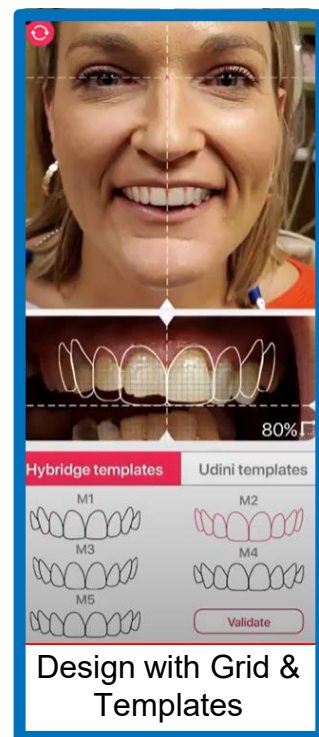 80%
Hybridge templates Udini templates
M1 M2
M3 M4
M5
Validate
Design with Grid &
Templates